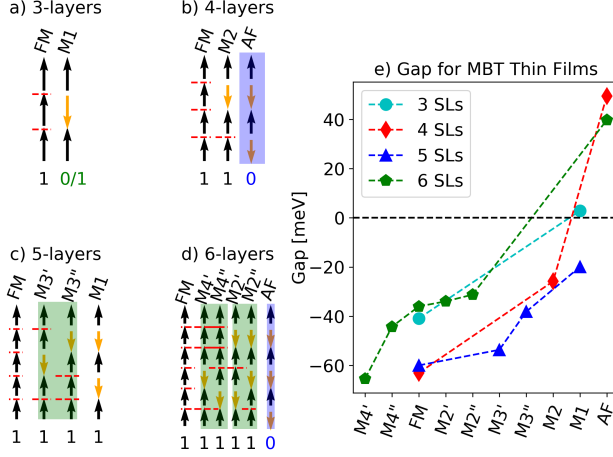 a) 3-layers
FM M1
1 0/1
b) 4-layers
FM M2 AF
1 1 0
c) 5-layers
FM M3' M3" M1
1 1 1 1
d) 6-layers
FM M4' M4" M2' M2" AF
1 1 1 1 1 0
e) Gap for MBT Thin Films
3 SLs
4 SLs
5 SLs
6 SLs
Gap [meV]
40
20
0
−20
−40
−60
M4' M4" FM M2' M2" M3' M3" M2 M1 AF